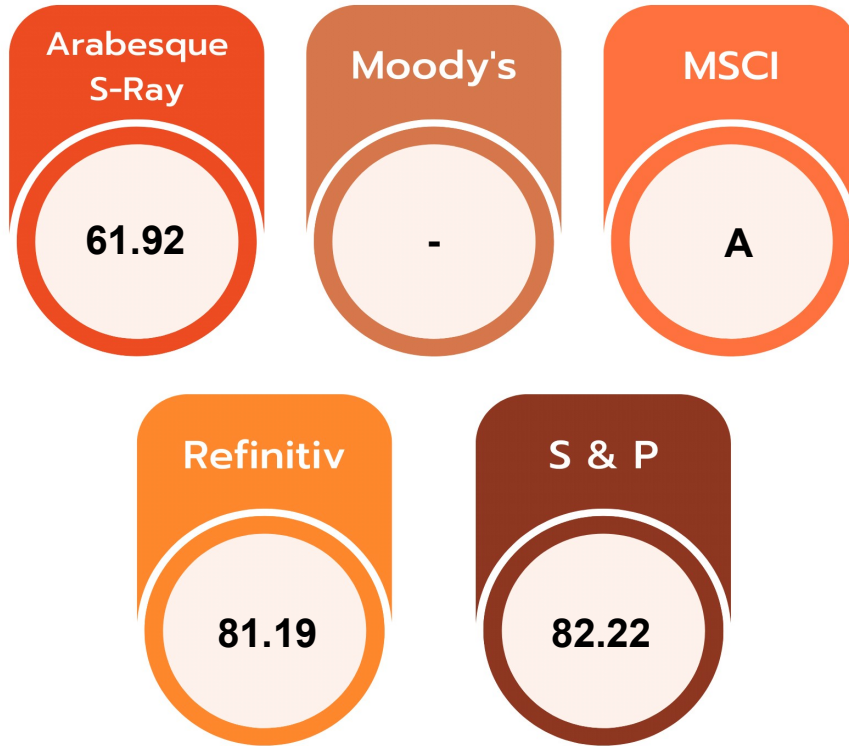 Arabesque
S-Ray
61.92
Moody's
-
MSCI
A
Refinitiv
81.19
S & P
82.22